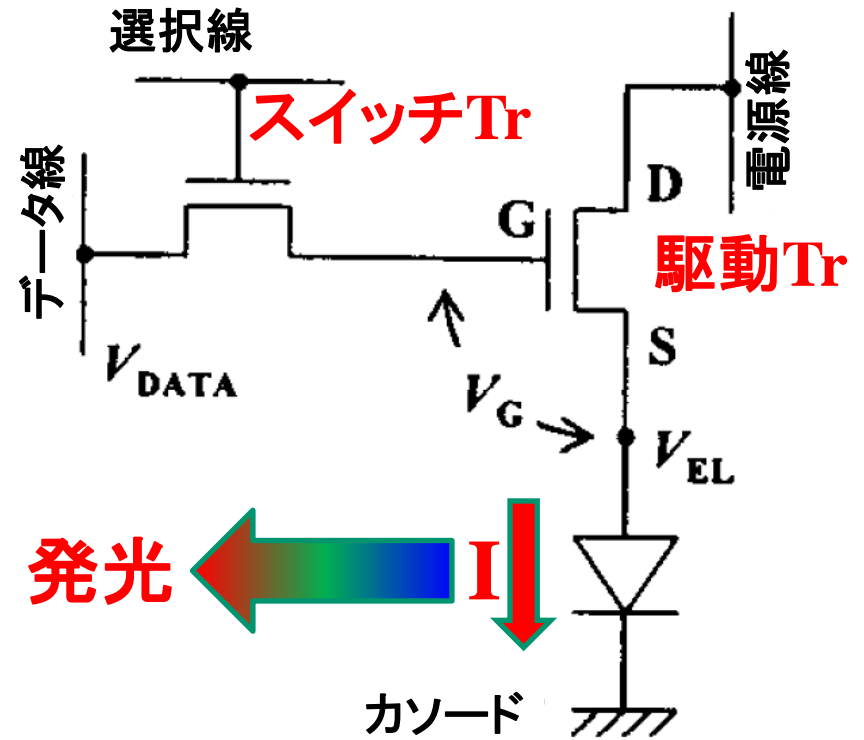 選択線
スイッチTr
電源線
データ線
G
D
駆動Tr
S
VDATA
VG
VEL
発光
I
カソード